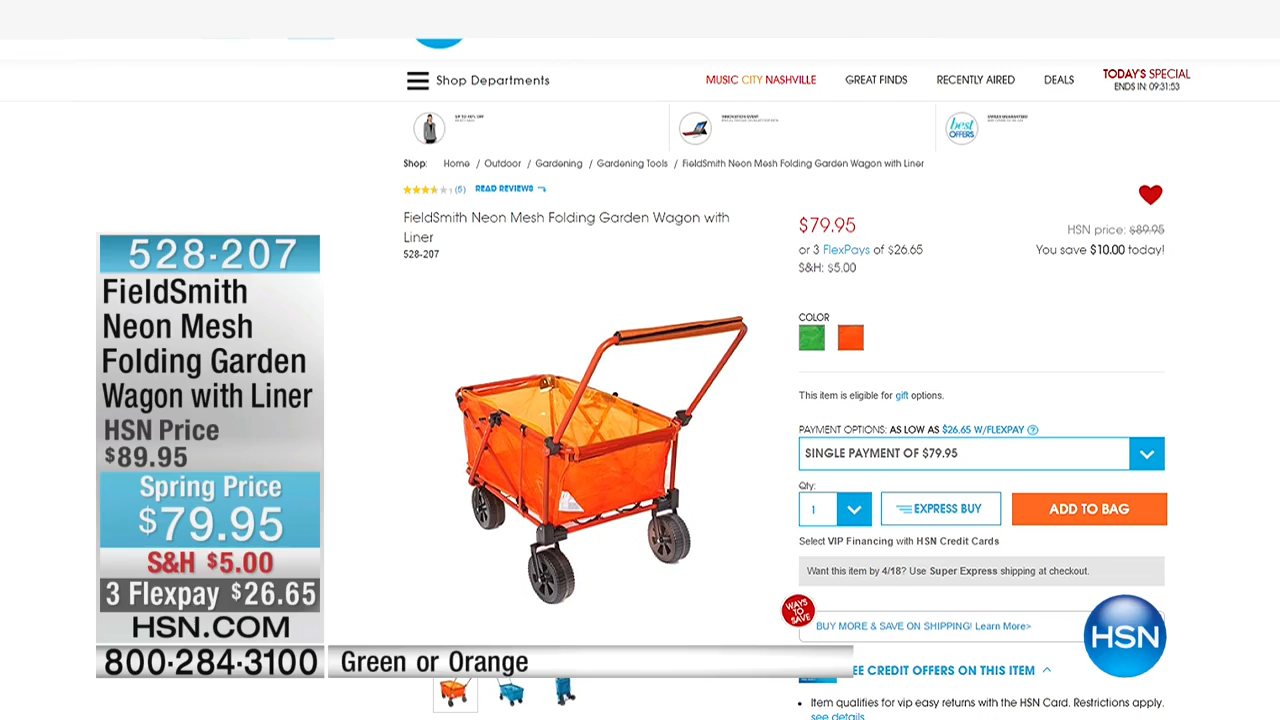 Shop Departments
MUSIC CITY NASHVILLE
GREAT FINDS
RECENTLY AIRED
DEALS
TODAY'S SPECIAL
ENDS IN: 09:31:53
UP TO 40% OFF
INNOVATION EVENT
best
OFFERS
Shop: Home / Outdoor / Gardening / Gardening Tools / FieldSmith Neon Mesh Folding Garden Wagon with Liner
(5) READ REVIEWS
FieldSmith Neon Mesh Folding Garden Wagon with
Liner
528-207
$79.95
or 3 FlexPays of $26.65
S&H: $5.00
HSN price: $89.95
You save $10.00 today!
COLOR
This item is eligible for gift options.
PAYMENT OPTIONS: AS LOW AS $26.65 W/FLEXPAY ?
SINGLE PAYMENT OF $79.95
Qty:
1
EXPRESS BUY
ADD TO BAG
Select VIP Financing with HSN Credit Cards
Want this item by 4/18? Use Super Express shipping at checkout.
WAYS
TO
SAVE
BUY MORE & SAVE ON SHIPPING! Learn More>
EE CREDIT OFFERS ON THIS ITEM
Item qualifies for vip easy returns with the HSN Card. Restrictions apply.
see details
528-207
FieldSmith
Neon Mesh
Folding Garden
Wagon with Liner
HSN Price
$89.95
Spring Price
$79.95
S&H $5.00
3 Flexpay $26.65
HSN.COM
800-284-3100
Green or Orange
HSN